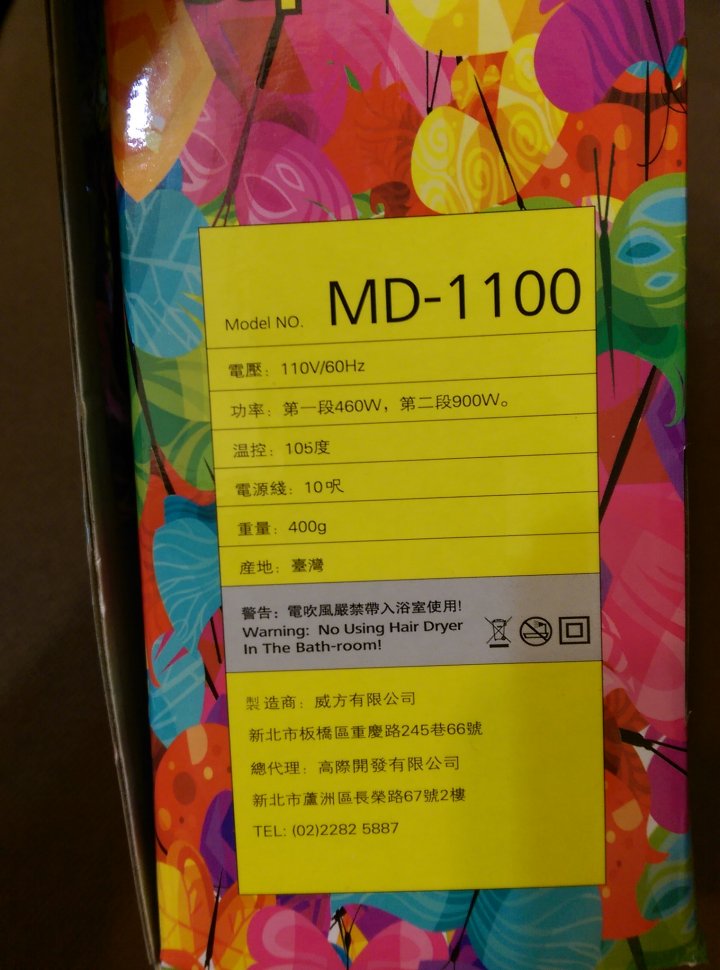 Model NO. MD-1100
電壓：110V/60Hz
功率：第一段460W，第二段900W。
温控：105度
電源綫：10呎
重量：400g
産地：臺灣
警告：電吹風嚴禁帶入浴室使用!
Warning: No Using Hair Dryer
In The Bath-room!
製造商：威方有限公司
新北市板橋區重慶路245巷66號
總代理：高際開發有限公司
新北市蘆洲區長榮路67號2樓
TEL: (02)2282 5887